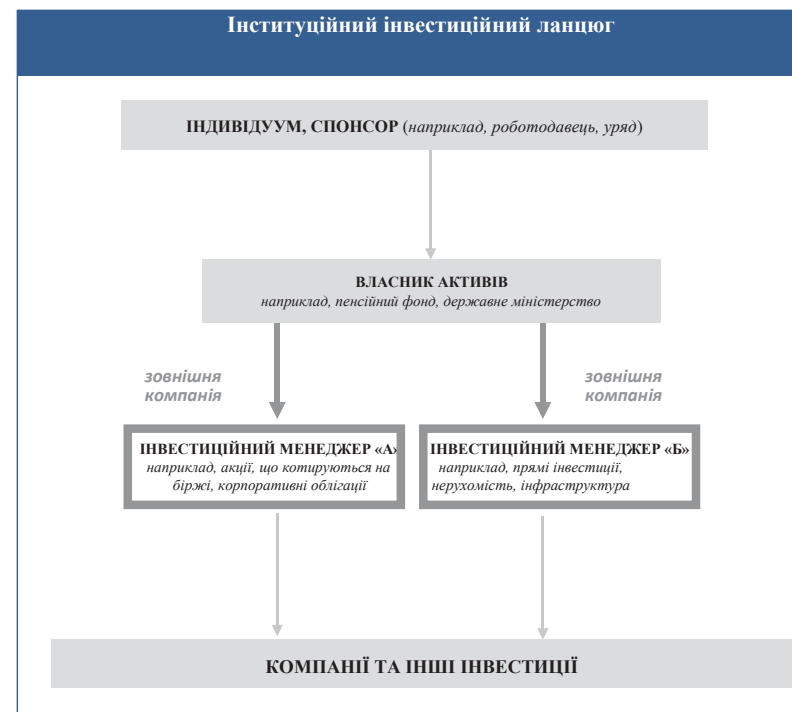 Інституційний інвестиційний ланцюг
ІНДИВІДУУМ, СПОНСОР (наприклад, роботодавець, уряд)
ВЛАСНИК АКТИВІВ
наприклад, пенсійний фонд, державне міністерство
зовнішня
компанія
зовнішня
компанія
ІНВЕСТИЦІЙНИЙ МЕНЕДЖЕР «А»
наприклад, акції, що котируються на
біржі, корпоративні облігації
ІНВЕСТИЦІЙНИЙ МЕНЕДЖЕР «Б»
наприклад, прямі інвестиції,
нерухомість, інфраструктура
КОМПАНІЇ ТА ІНШІ ІНВЕСТИЦІЇ